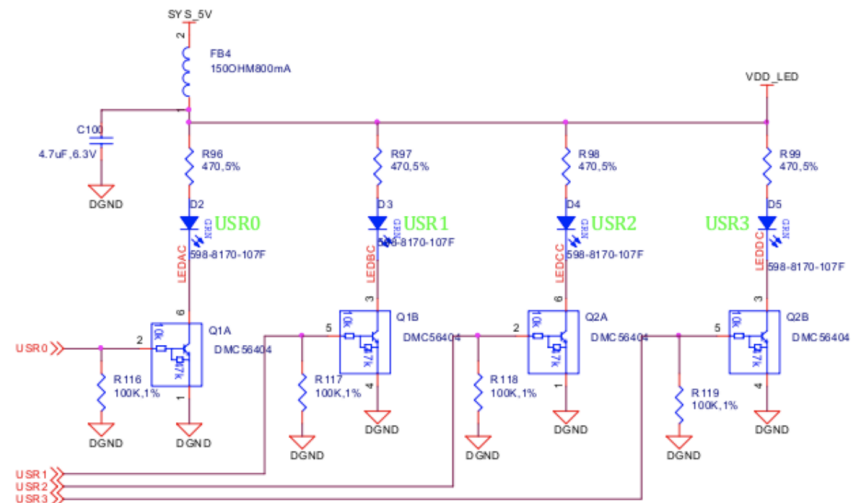 SYS_5V
2
FB4
150OHM800mA
VDD_LED
1
C100
4.7uF,6.3V
DGND
R96
470,5%
R97
470,5%
R98
470,5%
R99
470,5%
D2
USR0
GRN
598-8170-107F
LEDAC
D3
USR1
GRN
598-8170-107F
LEDBC
D4
USR2
GRN
598-8170-107F
LEDCC
D5
USR3
GRN
598-8170-107F
LEDDC
6
Q1A
DMC56404
10k
47k
2
1
3
Q1B
DMC56404
10k
47k
5
4
6
Q2A
DMC56404
10k
47k
2
1
3
Q2B
DMC56404
10k
47k
5
4
USR0
R116
100K,1%
R117
100K,1%
R118
100K,1%
R119
100K,1%
DGND
DGND
DGND
DGND
DGND
DGND
DGND
DGND
USR1
USR2
USR3